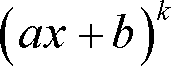 (ax + b)^k